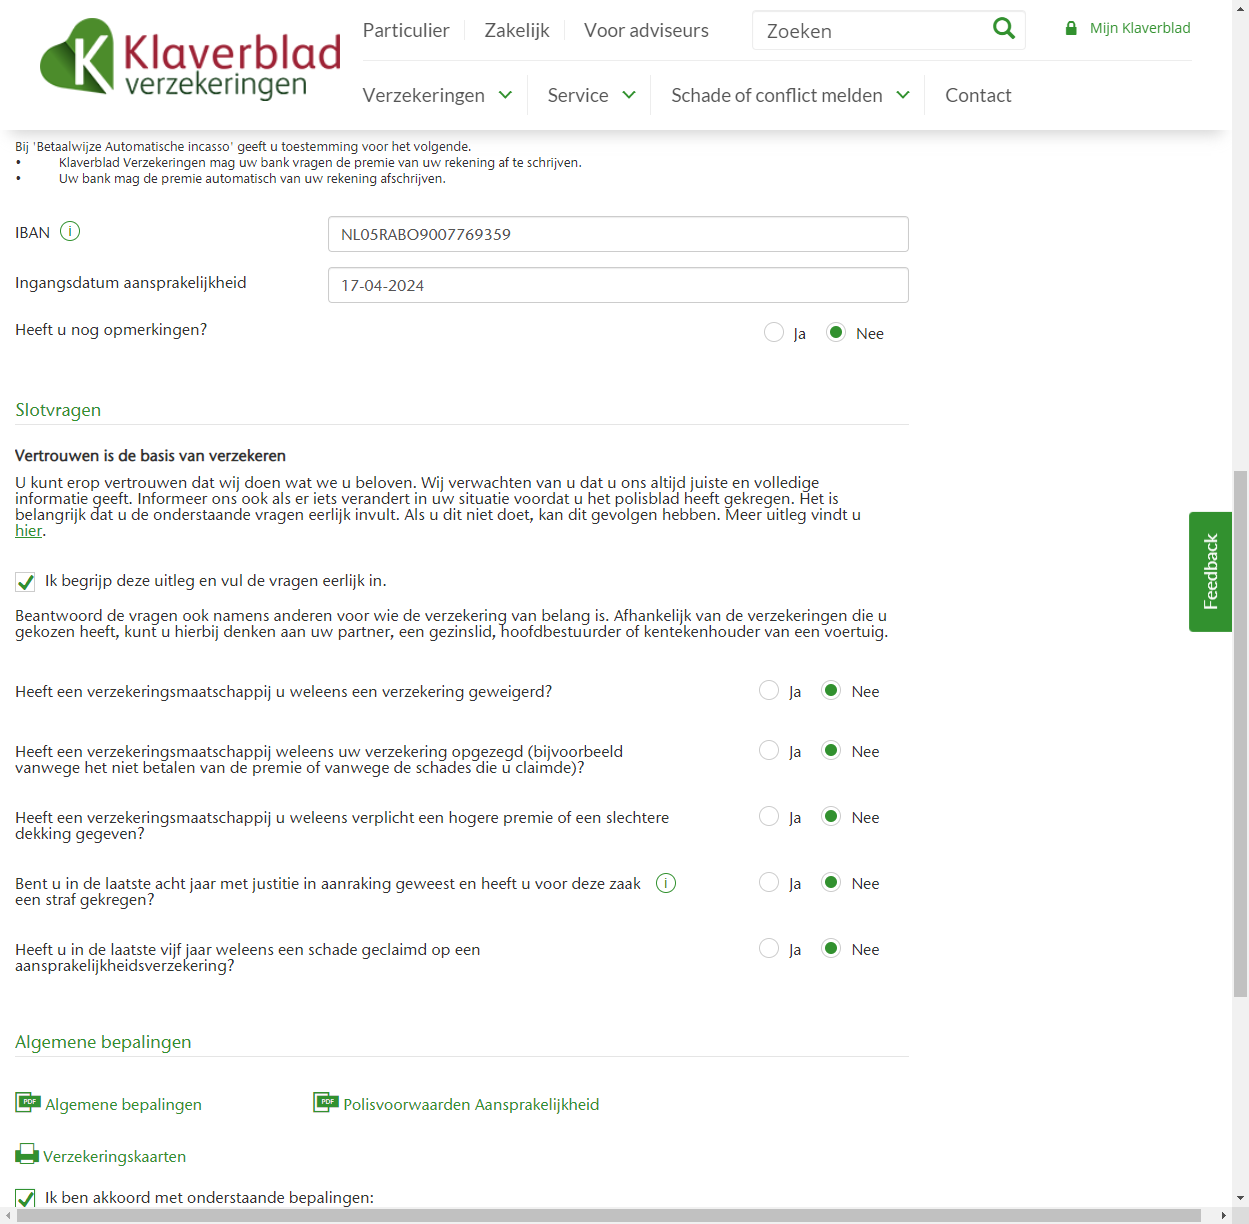 Klaverblad
verzekeringen
Particulier
Zakelijk
Voor adviseurs
Zoeken
Mijn Klaverblad
Verzekeringen
Service
Schade of conflict melden
Contact
Bij 'Betaalwijze Automatische incasso' geeft u toestemming voor het volgende.
• Klaverblad Verzekeringen mag uw bank vragen de premie van uw rekening af te schrijven.
• Uw bank mag de premie automatisch van uw rekening afschrijven.
IBAN i NL05RABO9007769359
Ingangsdatum aansprakelijkheid 17-04-2024
Heeft u nog opmerkingen? Ja Nee
Slotvragen
Vertrouwen is de basis van verzekeren
U kunt erop vertrouwen dat wij doen wat we u beloven. Wij verwachten van u dat u ons altijd juiste en volledige
informatie geeft. Informeer ons ook als er iets verandert in uw situatie voordat u het polisblad heeft gekregen. Het is
belangrijk dat u de onderstaande vragen eerlijk invult. Als u dit niet doet, kan dit gevolgen hebben. Meer uitleg vindt u
hier.
Feedback
Ik begrijp deze uitleg en vul de vragen eerlijk in.
Beantwoord de vragen ook namens anderen voor wie de verzekering van belang is. Afhankelijk van de verzekeringen die u
gekozen heeft, kunt u hierbij denken aan uw partner, een gezinslid, hoofdbestuurder of kentekenhouder van een voertuig.
Heeft een verzekeringsmaatschappij u weleens een verzekering geweigerd? Ja Nee
Heeft een verzekeringsmaatschappij weleens uw verzekering opgezegd (bijvoorbeeld Ja Nee
vanwege het niet betalen van de premie of vanwege de schades die u claimde)?
Heeft een verzekeringsmaatschappij u weleens verplicht een hogere premie of een slechtere Ja Nee
dekking gegeven?
Bent u in de laatste acht jaar met justitie in aanraking geweest en heeft u voor deze zaak i Ja Nee
een straf gekregen?
Heeft u in de laatste vijf jaar weleens een schade geclaimd op een Ja Nee
aansprakelijkheidsverzekering?
Algemene bepalingen
PDF Algemene bepalingen
PDF Polisvoorwaarden Aansprakelijkheid
Verzekeringskaarten
Ik ben akkoord met onderstaande bepalingen: